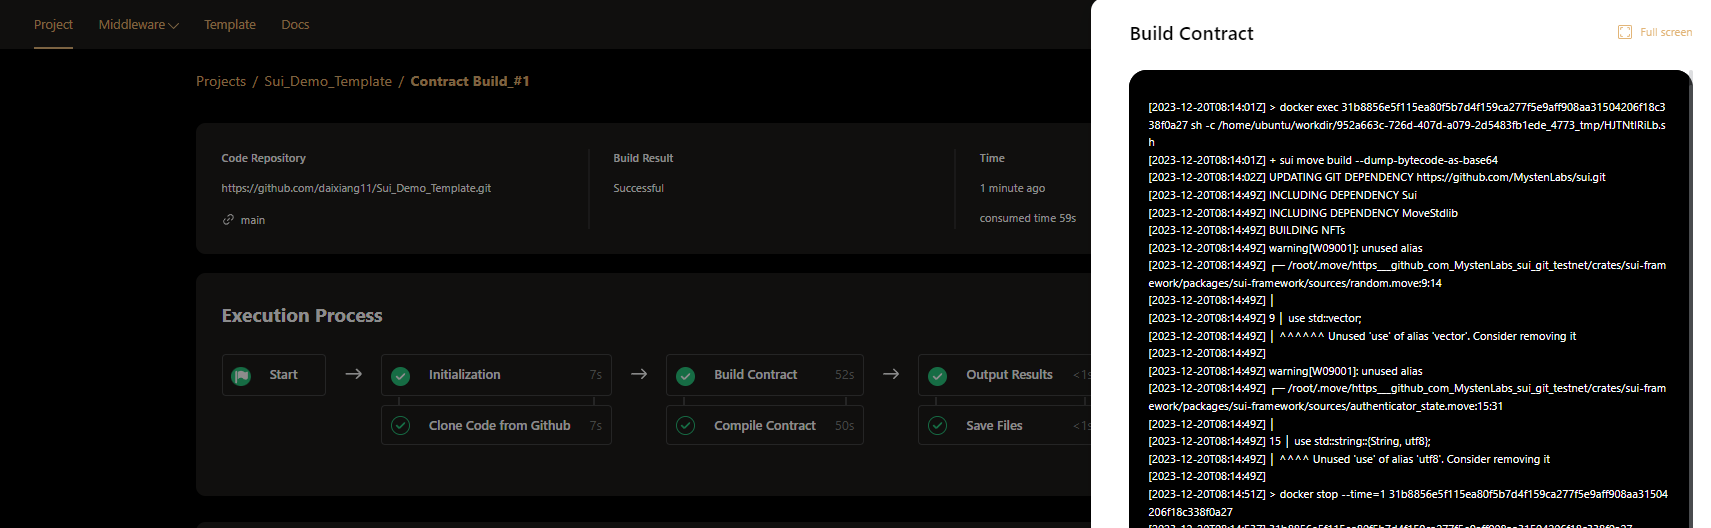 Project
Middleware
Template
Docs
Projects / Sui_Demo_Template / Contract Build_#1
Code Repository
https://github.com/daixiang11/Sui_Demo_Template.git
main
Build Result
Successful
Time
1 minute ago
consumed time 59s
Execution Process
Start
Initialization 7s
Build Contract 52s
Output Results <1s
Clone Code from Github 7s
Compile Contract 50s
Save Files <1s
Build Contract
Full screen
[2023-12-20T08:14:01Z] > docker exec 31b8856e5f115ea80f5b7d4f159ca277f5e9aff908aa31504206f18c3
38f0a27 sh -c /home/ubuntu/workdir/952a663c-726d-407d-a079-2d5483fb1ede_4773_tmp/HJTNtIRiLb.s
h
[2023-12-20T08:14:01Z] + sui move build --dump-bytecode-as-base64
[2023-12-20T08:14:02Z] UPDATING GIT DEPENDENCY https://github.com/MystenLabs/sui.git
[2023-12-20T08:14:49Z] INCLUDING DEPENDENCY Sui
[2023-12-20T08:14:49Z] INCLUDING DEPENDENCY MoveStdlib
[2023-12-20T08:14:49Z] BUILDING NFTs
[2023-12-20T08:14:49Z] warning[W09001]: unused alias
[2023-12-20T08:14:49Z] ┌─ /root/.move/https___github_com_MystenLabs_sui_git_testnet/crates/sui-fram
ework/packages/sui-framework/sources/random.move:9:14
[2023-12-20T08:14:49Z] │
[2023-12-20T08:14:49Z] 9 │ use std::vector;
[2023-12-20T08:14:49Z] │ ^^^^^^ Unused 'use' of alias 'vector'. Consider removing it
[2023-12-20T08:14:49Z]
[2023-12-20T08:14:49Z] warning[W09001]: unused alias
[2023-12-20T08:14:49Z] ┌─ /root/.move/https___github_com_MystenLabs_sui_git_testnet/crates/sui-fram
ework/packages/sui-framework/sources/authenticator_state.move:15:31
[2023-12-20T08:14:49Z] │
[2023-12-20T08:14:49Z] 15 │ use std::string::{String, utf8};
[2023-12-20T08:14:49Z] │ ^^^^ Unused 'use' of alias 'utf8'. Consider removing it
[2023-12-20T08:14:49Z]
[2023-12-20T08:14:51Z] > docker stop --time=1 31b8856e5f115ea80f5b7d4f159ca277f5e9aff908aa31504
206f18c338f0a27